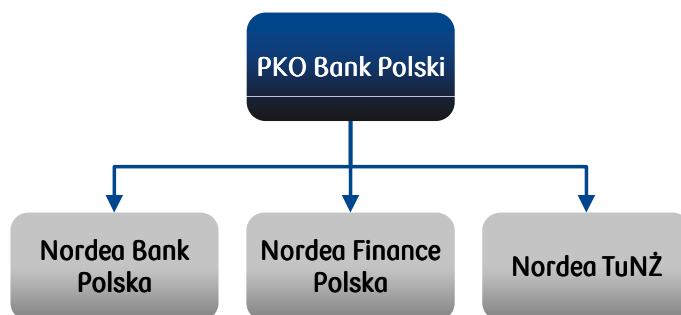 PKO Bank Polski
Nordea Bank
Polska
Nordea Finance
Polska
Nordea TuNŻ